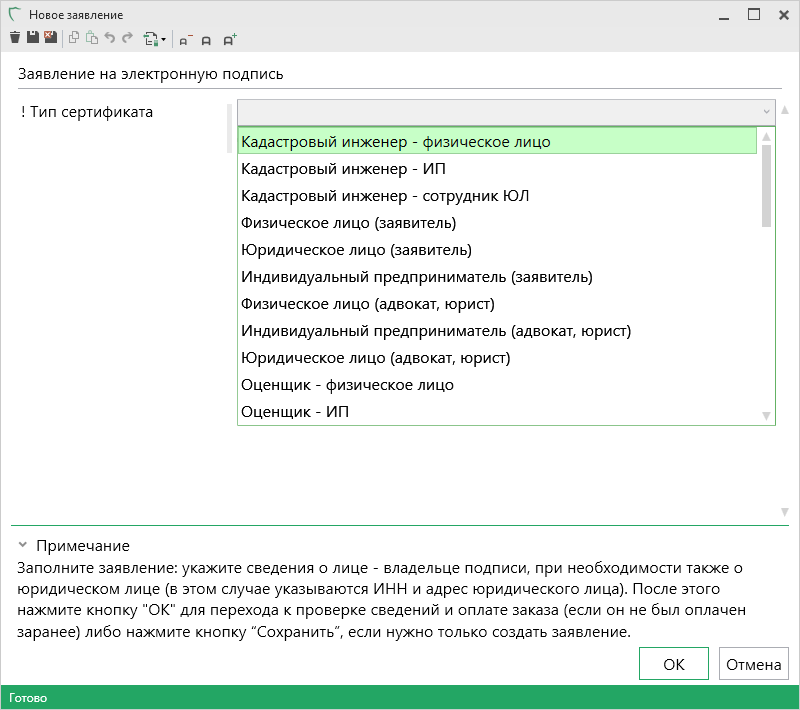 Новое заявление
Заявление на электронную подпись
! Тип сертификата
Кадастровый инженер - физическое лицо
Кадастровый инженер - ИП
Кадастровый инженер - сотрудник ЮЛ
Физическое лицо (заявитель)
Юридическое лицо (заявитель)
Индивидуальный предприниматель (заявитель)
Физическое лицо (адвокат, юрист)
Индивидуальный предприниматель (адвокат, юрист)
Юридическое лицо (адвокат, юрист)
Оценщик - физическое лицо
Оценщик - ИП
Примечание
Заполните заявление: укажите сведения о лице - владельце подписи, при необходимости также о
юридическом лице (в этом случае указываются ИНН и адрес юридического лица). После этого
нажмите кнопку "ОК" для перехода к проверке сведений и оплате заказа (если он не был оплачен
заранее) либо нажмите кнопку “Сохранить”, если нужно только создать заявление.
ОК
Отмена
Готово